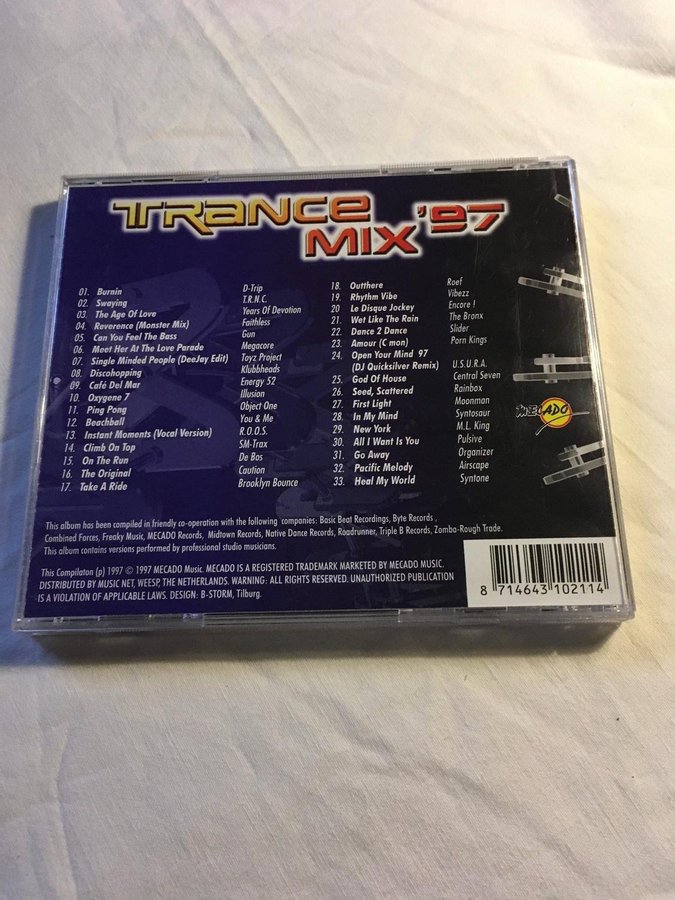 TRANCE
MIX '97
01. Burnin D-Trip
02. Swaying T.R.N.C.
03. The Age Of Love Years Of Devotion
04. Reverence (Monster Mix) Faithless
05. Can You Feel The Bass Gun
06. Meet Her At The Love Parade Megacore
07. Single Minded People (DeeJay Edit) Toyz Project
08. Discohopping Klubbheads
09. Café Del Mar Energy 52
10. Oxygene 7 Illusion
11. Ping Pong Object One
12. Beachball You & Me
13. Instant Moments (Vocal Version) R.O.O.S.
14. Climb On Top SM-Trax
15. On The Run De Bos
16. The Original Caution
17. Take A Ride Brooklyn Bounce
18. Outthere Roef
19. Rhythm Vibe Vibezz
20 Le Disque Jockey Encore !
21. Wet Like The Rain The Bronx
22. Dance 2 Dance Slider
23. Amour (C mon) Porn Kings
24. Open Your Mind 97
(DJ Quicksilver Remix) U.S.U.R.A.
25. God Of House Central Seven
26. Seed, Scattered Rainbox
27. First Light Moonman
28. In My Mind Syntosaur
29. New York M.L. King
30. All I Want Is You Pulsive
31. Go Away Organizer
32. Pacific Melody Airscape
33. Heal My World Syntone
MECADO
This album has been compiled in friendly co-operation with the following companies: Basic Beat Recordings, Byte Records ,
Combined Forces, Freaky Music, MECADO Records, Midtown Records, Native Dance Records, Roadrunner, Triple B Records, Zomba-Rough Trade.
This album contains versions performed by professional studio musicians.
This Compilaton (p) 1997 © 1997 MECADO Music. MECADO IS A REGISTERED TRADEMARK MARKETED BY MECADO MUSIC.
DISTRIBUTED BY MUSIC NET, WEESP, THE NETHERLANDS. WARNING: ALL RIGHTS RESERVED. UNAUTHORIZED PUBLICATION
IS A VIOLATION OF APPLICABLE LAWS. DESIGN: B-STORM, Tilburg.
8 714643 102114